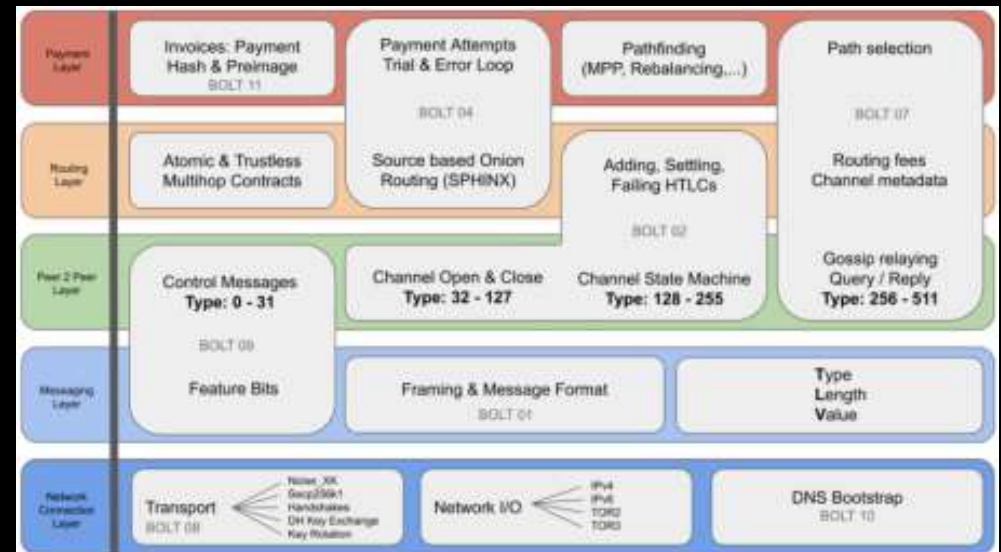 Payment
Layer
Invoices: Payment
Hash & Preimage
BOLT 11
Payment Attempts
Trial & Error Loop
BOLT 04
Source based Onion
Routing (SPHINX)
Pathfinding
(MPP, Rebalancing,...)
Path selection
BOLT 07
Routing fees
Channel metadata
Gossip relaying
Query / Reply
Type: 256 - 511
Routing
Layer
Atomic & Trustless
Multihop Contracts
Adding, Settling,
Failing HTLCs
BOLT 02
Channel State Machine
Type: 128 - 255
Peer 2 Peer
Layer
Control Messages
Type: 0 - 31
BOLT 09
Feature Bits
Channel Open & Close
Type: 32 - 127
Messaging
Layer
Framing & Message Format
BOLT 01
Type
Length
Value
Network
Connection
Layer
Transport
BOLT 08
Noise_XK
Secp256k1
Handshakes
DH Key Exchange
Key Rotation
Network I/O
IPv4
IPv6
TOR2
TOR3
DNS Bootstrap
BOLT 10